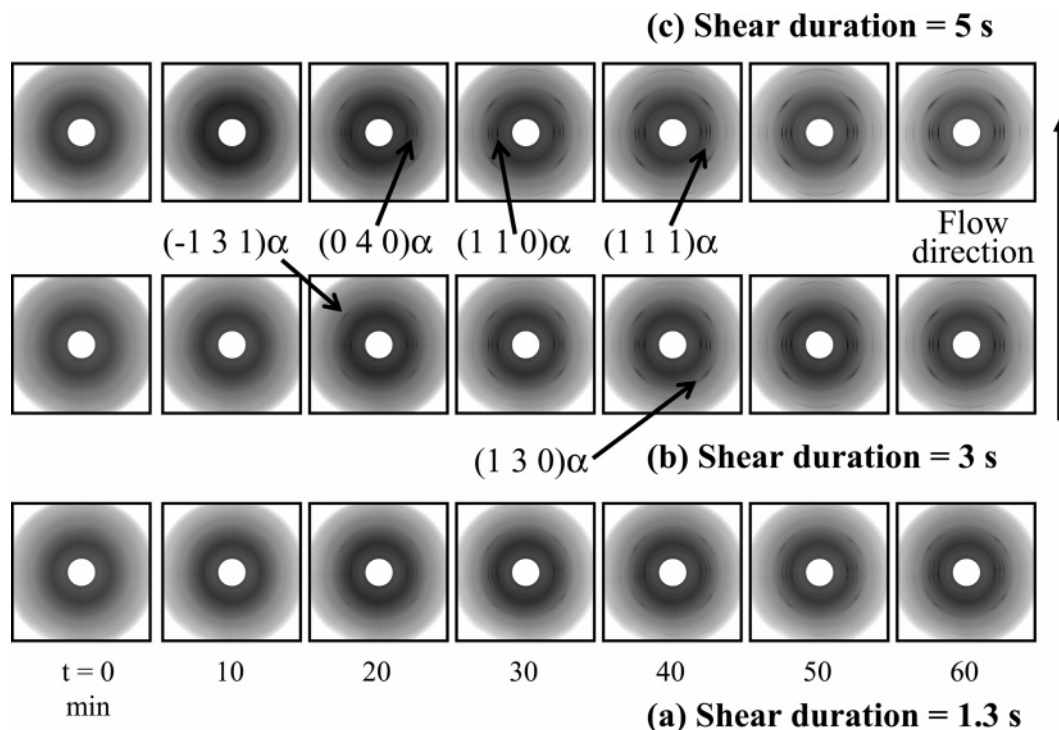 (c) Shear duration = 5 s
(-1 3 1)α (0 4 0)α (1 1 0)α (1 1 1)α
Flow
direction
(1 3 0)α
(b) Shear duration = 3 s
t = 0 10 20 30 40 50 60
min
(a) Shear duration = 1.3 s